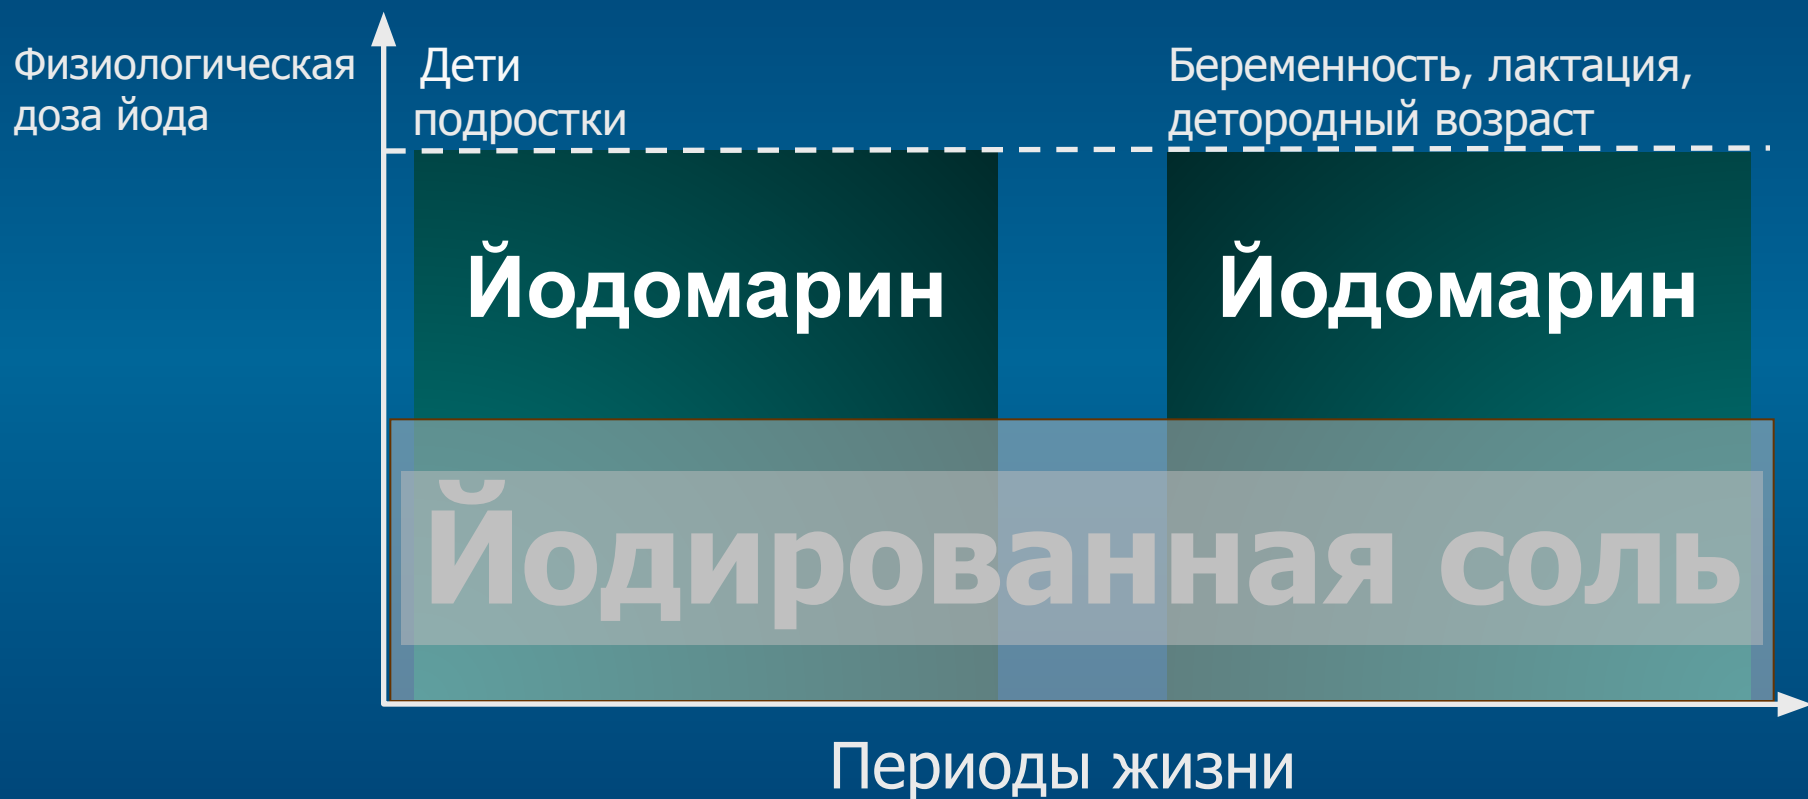 Физиологическая
доза йода
Дети
подростки
Беременность, лактация,
детородный возраст
Йодомарин
Йодомарин
Йодированная соль
Периоды жизни